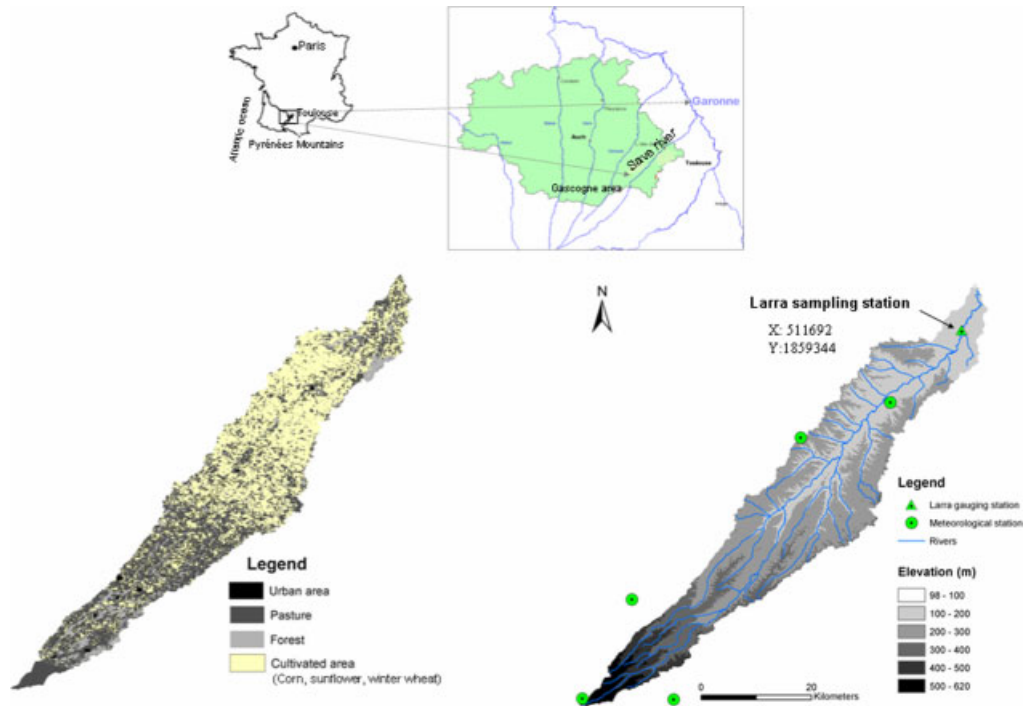 Paris
Toulouse
Atlantic ocean
Pyrénées Mountains
Garonne
Save river
Auch
Toulouse
Gascogne area
N
Larra sampling station
X: 511692
Y:1859344
Legend
Urban area
Pasture
Forest
Cultivated area
(Corn, sunflower, winter wheat)
Legend
Larra gauging station
Meteorological station
Rivers
Elevation (m)
98 - 100
100 - 200
200 - 300
300 - 400
400 - 500
500 - 620
0 10 20
Kilometers